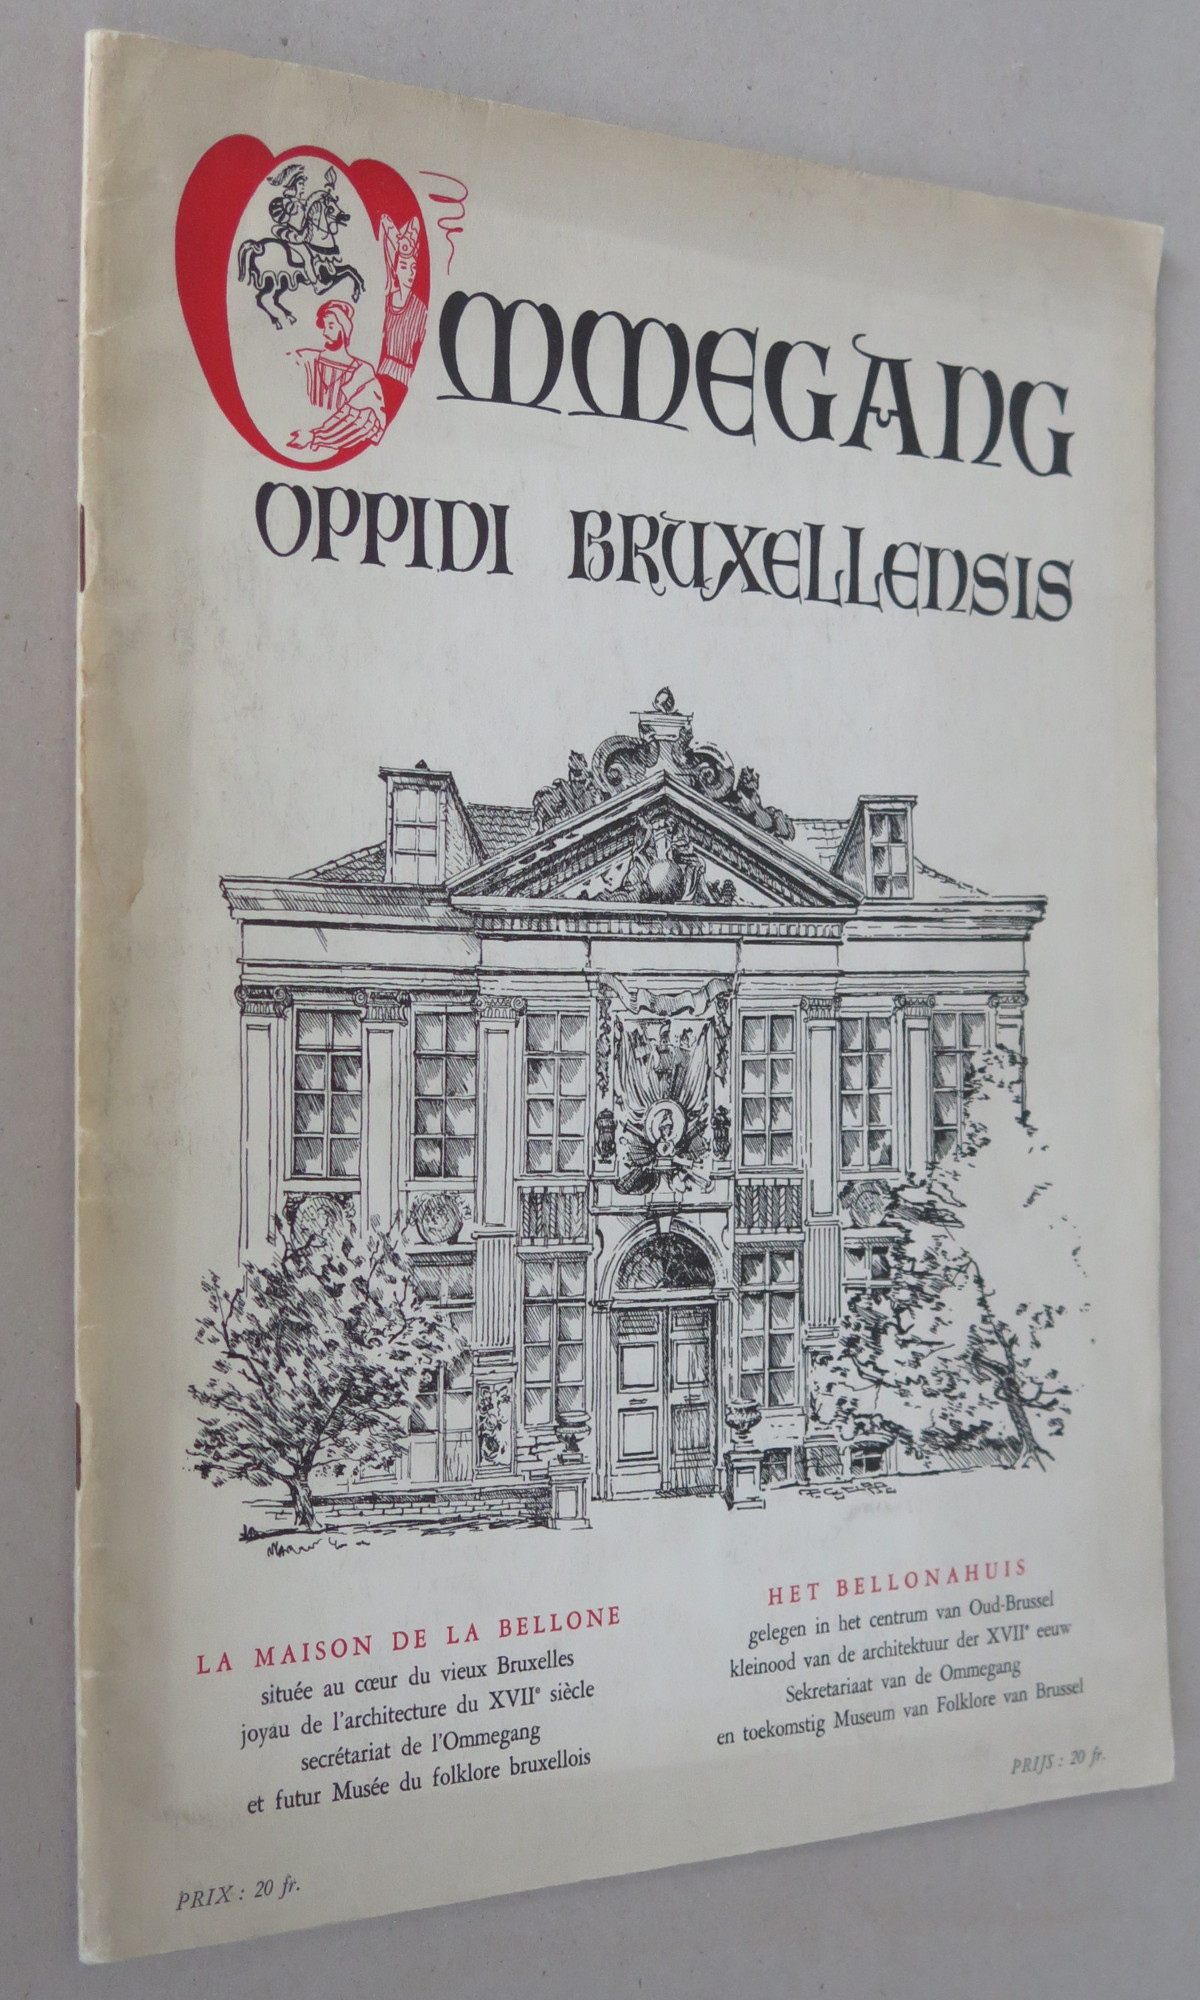 OMMEGANG
OPPIDI BRUXELLENSIS
LA MAISON DE LA BELLONE
située au cœur du vieux Bruxelles
joyau de l'architecture du XVIIe siècle
secrétariat de l'Ommegang
et futur Musée du folklore bruxellois
PRIX : 20 fr.
HET BELLONAHUIS
gelegen in het centrum van Oud-Brussel
kleinood van de architektuur der XVIIe eeuw
Sekretariaat van de Ommegang
en toekomstig Museum van Folklore van Brussel
PRIJS : 20 fr.